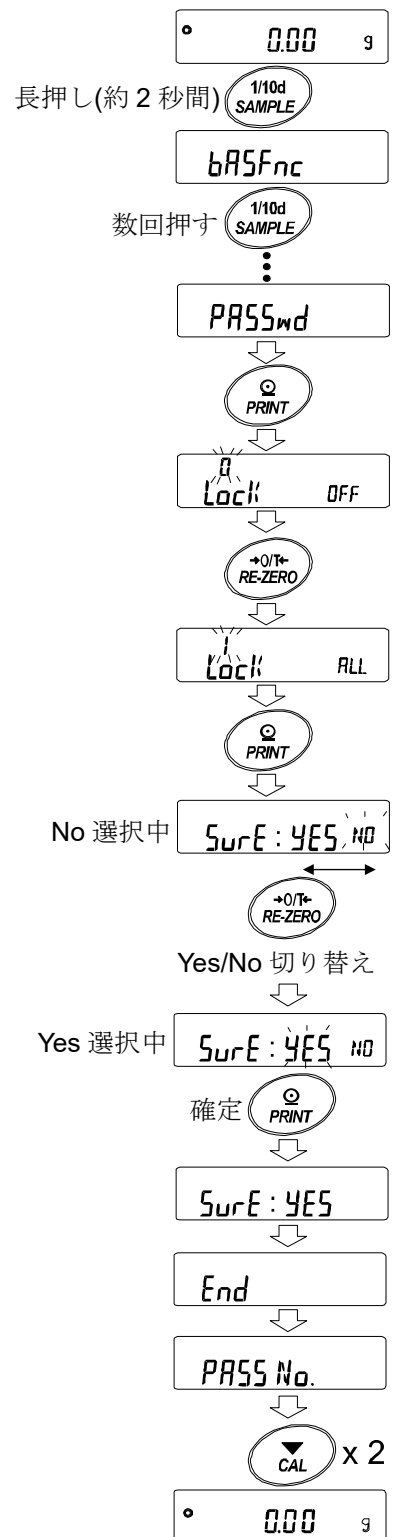 0.00 g
長押し(約 2 秒間)
1/10d
SAMPLE
bASFnc
数回押す
1/10d
SAMPLE
PASSwd
PRINT
0
Lock OFF
→0/T←
RE-ZERO
1
Lock ALL
PRINT
No 選択中
SurE : YES NO
→0/T←
RE-ZERO
Yes/No 切り替え
Yes 選択中
SurE : YES NO
確定
PRINT
SurE : YES
End
PASS No.
CAL
x 2
0.00 g